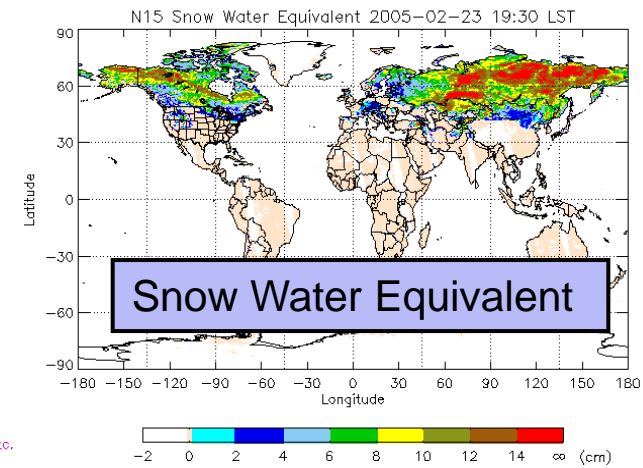 N15 Snow Water Equivalent 2005-02-23 19:30 LST
90
60
30
0
-30
-60
-90
Latitude
Snow Water Equivalent
-180 -150 -120 -90 -60 -30 0 30 60 90 120 150 180
Longitude
-2 0 2 4 6 8 10 12 14 ∞ (cm)